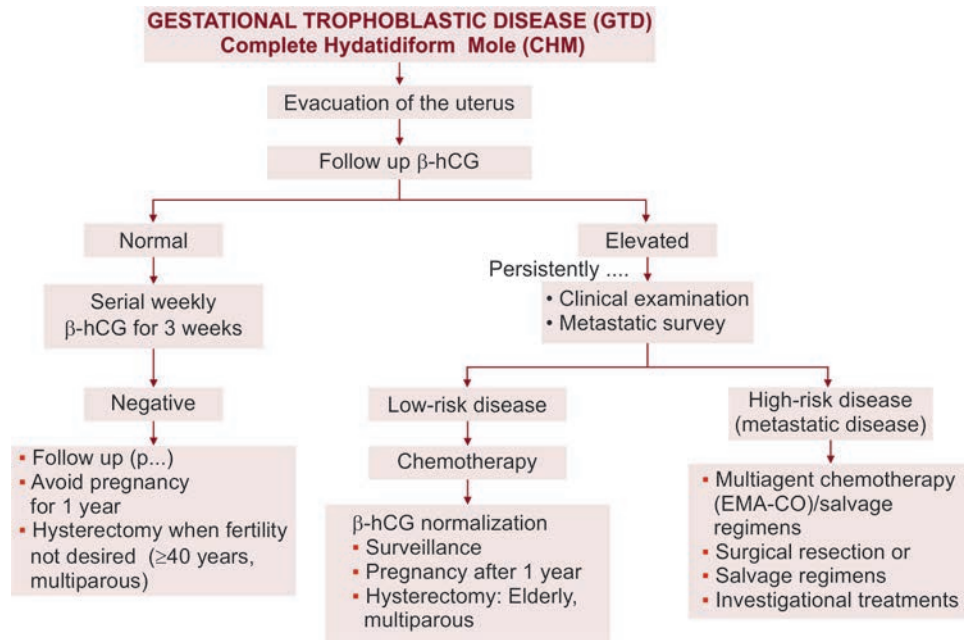 GESTATIONAL TROPHOBLASTIC DISEASE (GTD)
Complete Hydatidiform Mole (CHM)
Evacuation of the uterus
Follow up β-hCG
Normal
Elevated
Persistently ....
Serial weekly
β-hCG for 3 weeks
• Clinical examination
• Metastatic survey
Negative
Low-risk disease
High-risk disease
(metastatic disease)
▪ Follow up (p...)
▪ Avoid pregnancy
for 1 year
▪ Hysterectomy when fertility
not desired (≥40 years,
multiparous)
Chemotherapy
β-hCG normalization
▪ Surveillance
▪ Pregnancy after 1 year
▪ Hysterectomy: Elderly,
multiparous
▪ Multiagent chemotherapy
(EMA-CO)/salvage
regimens
▪ Surgical resection or
▪ Salvage regimens
▪ Investigational treatments